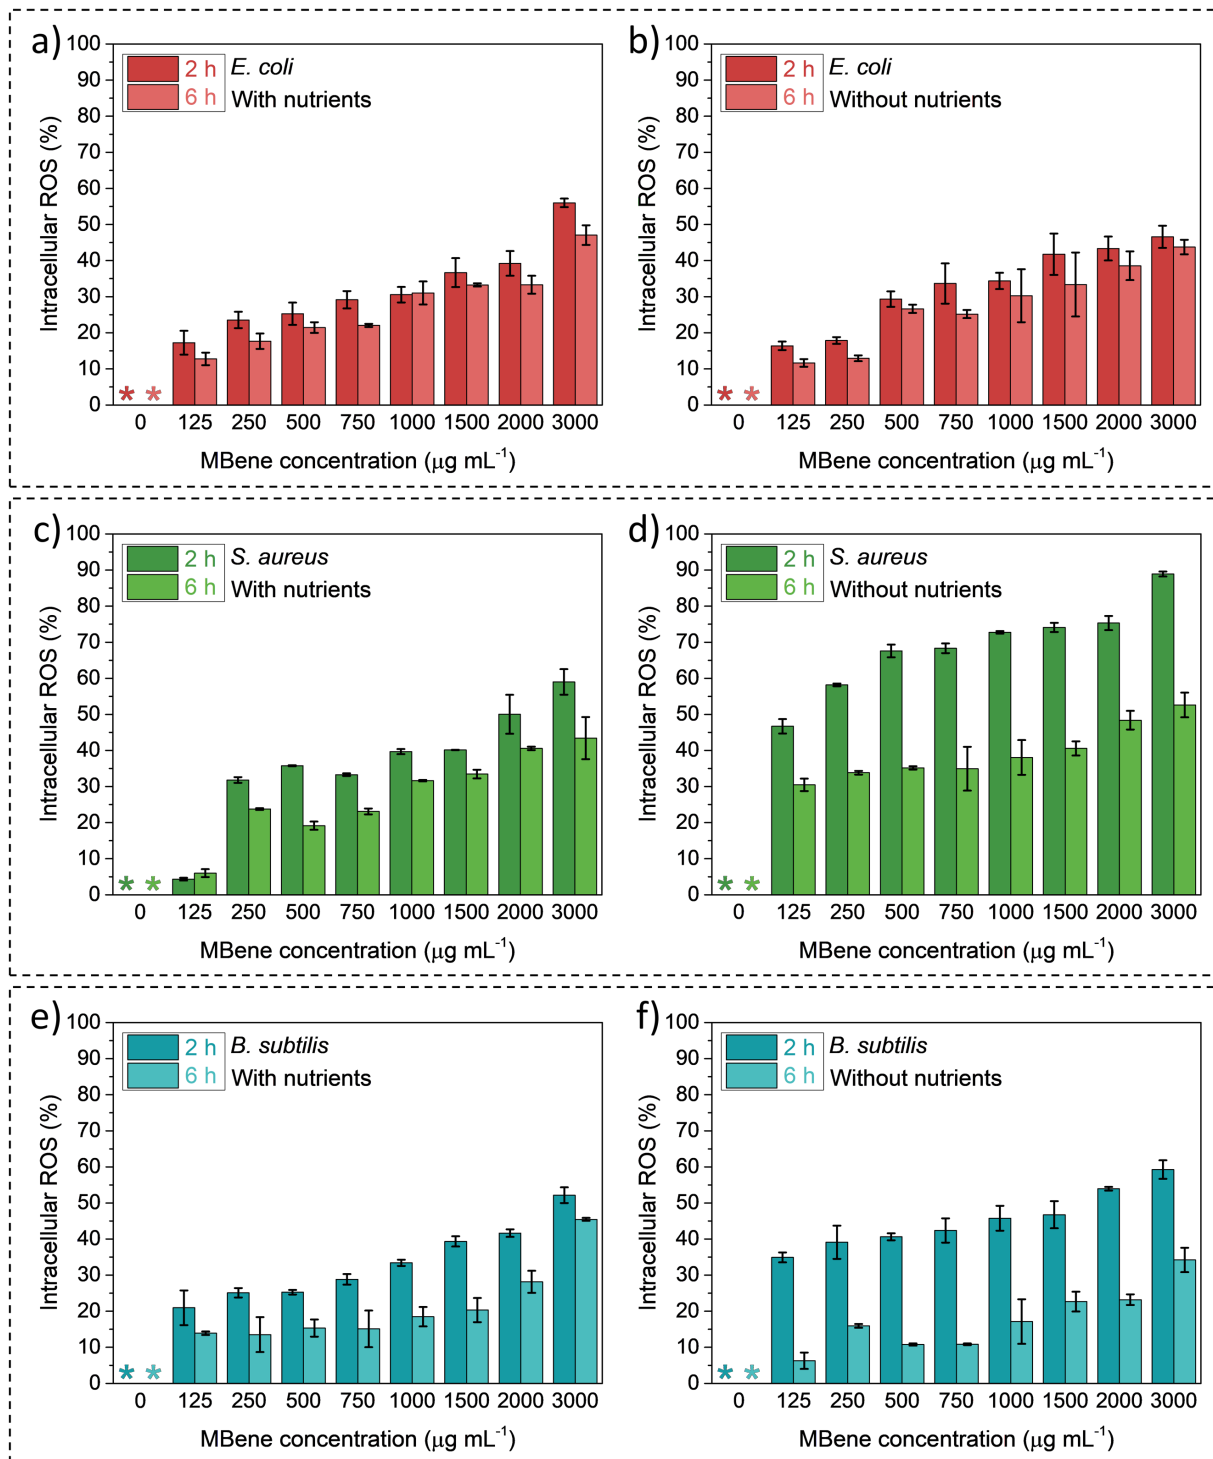 a)
100
90
80
70
60
50
40
30
20
10
0
Intracellular ROS (%)
2 h E. coli
6 h With nutrients
* *
0 125 250 500 750 1000 1500 2000 3000
MBene concentration (μg mL⁻¹)
b)
100
90
80
70
60
50
40
30
20
10
0
Intracellular ROS (%)
2 h E. coli
6 h Without nutrients
* *
0 125 250 500 750 1000 1500 2000 3000
MBene concentration (μg mL⁻¹)
c)
100
90
80
70
60
50
40
30
20
10
0
Intracellular ROS (%)
2 h S. aureus
6 h With nutrients
* *
0 125 250 500 750 1000 1500 2000 3000
MBene concentration (μg mL⁻¹)
d)
100
90
80
70
60
50
40
30
20
10
0
Intracellular ROS (%)
2 h S. aureus
6 h Without nutrients
* *
0 125 250 500 750 1000 1500 2000 3000
MBene concentration (μg mL⁻¹)
e)
100
90
80
70
60
50
40
30
20
10
0
Intracellular ROS (%)
2 h B. subtilis
6 h With nutrients
* *
0 125 250 500 750 1000 1500 2000 3000
MBene concentration (μg mL⁻¹)
f)
100
90
80
70
60
50
40
30
20
10
0
Intracellular ROS (%)
2 h B. subtilis
6 h Without nutrients
* *
0 125 250 500 750 1000 1500 2000 3000
MBene concentration (μg mL⁻¹)